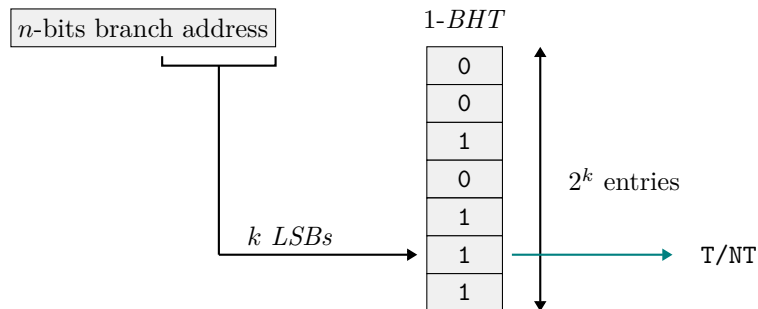 n-bits branch address
1-BHT
0
0
1
0
1
1
1
2^k entries
k LSBs
T/NT